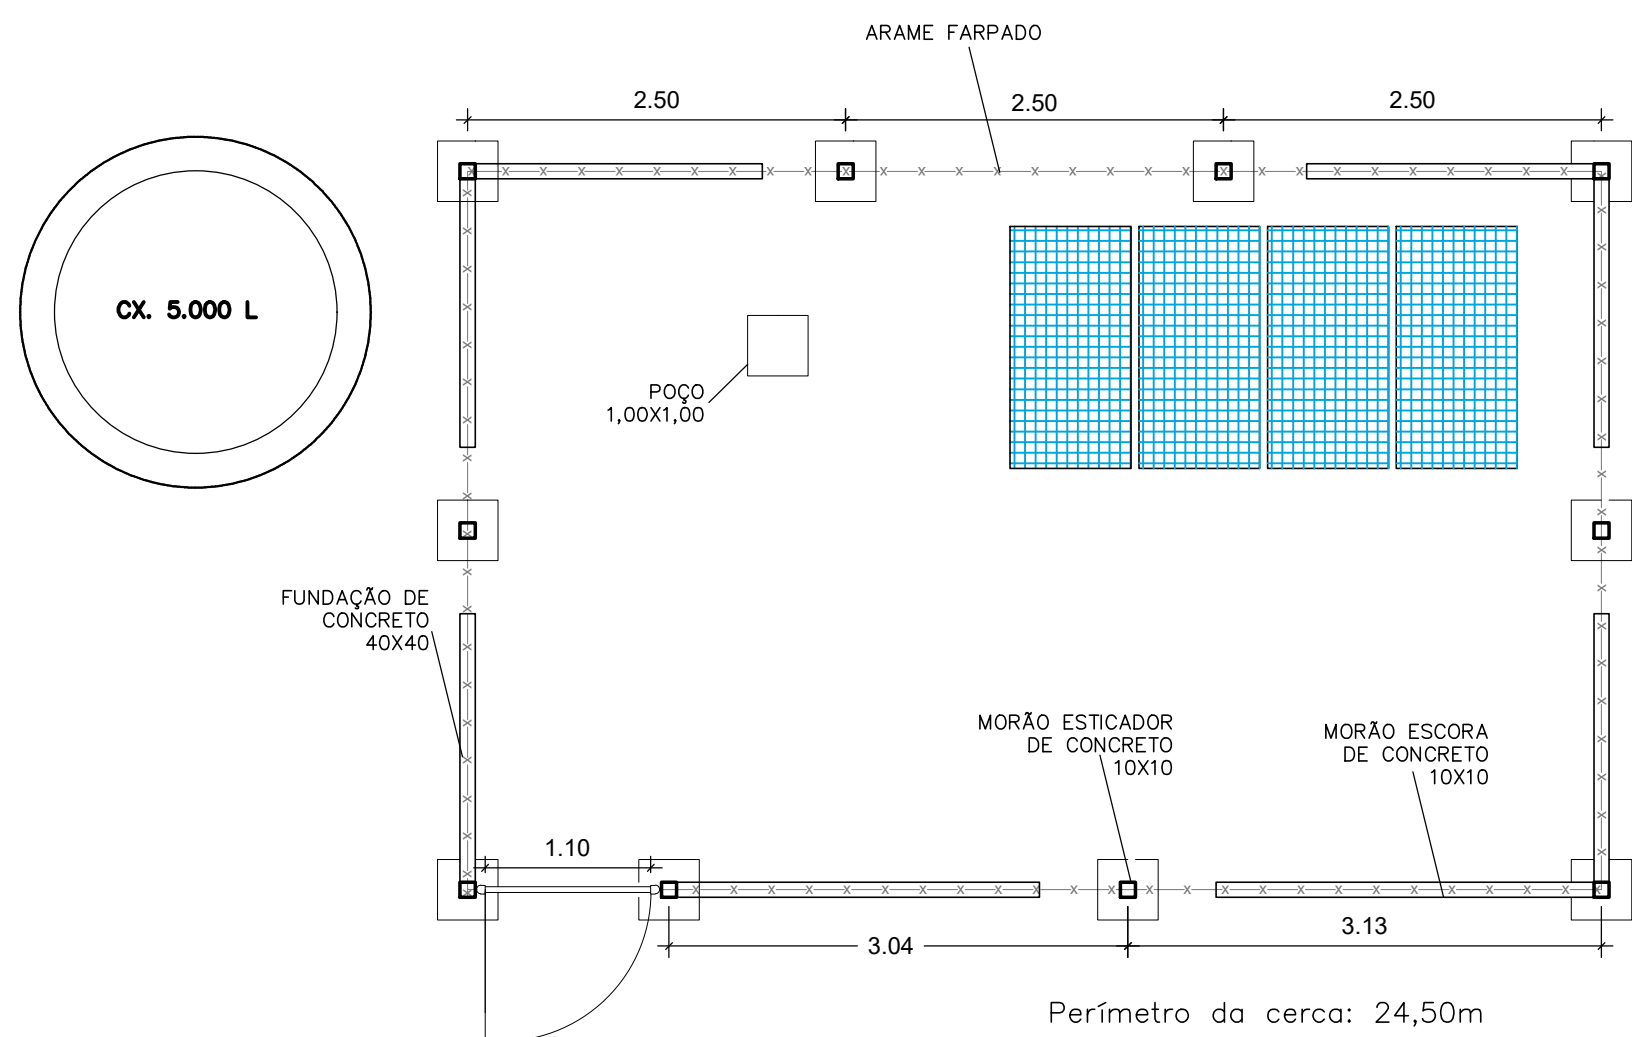 ARAME FARPADO
2.50
2.50
2.50
CX. 5.000 L
POÇO
1,00X1,00
FUNDAÇÃO DE
CONCRETO
40X40
MORÃO ESTICADOR
DE CONCRETO
10X10
MORÃO ESCORA
DE CONCRETO
10X10
1.10
3.04
3.13
Perímetro da cerca: 24,50m